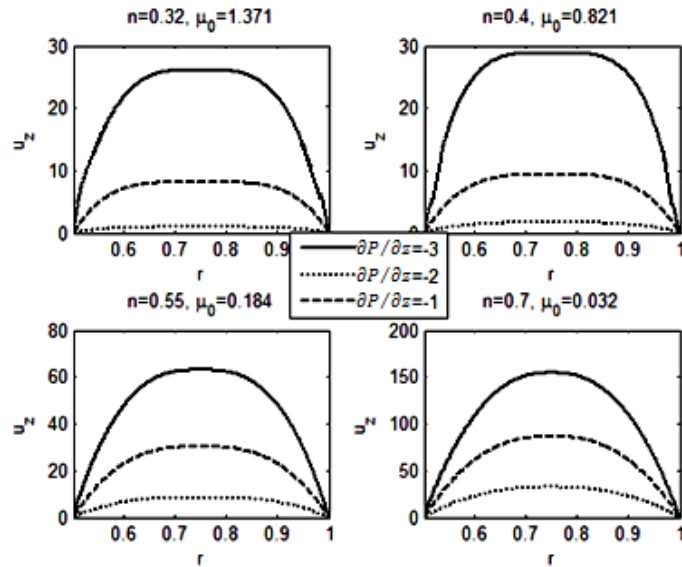 n=0.32, μ0=1.371
n=0.4, μ0=0.821
30
20
10
0
uz
0.6 0.7 0.8 0.9
r
30
20
10
0
uz
0.6 0.7 0.8 0.9 1
r
∂P/∂z=-3
∂P/∂z=-2
∂P/∂z=-1
n=0.55, μ0=0.184
n=0.7, μ0=0.032
80
60
40
20
0
uz
0.6 0.7 0.8 0.9 1
r
200
150
100
50
0
uz
0.6 0.7 0.8 0.9 1
r